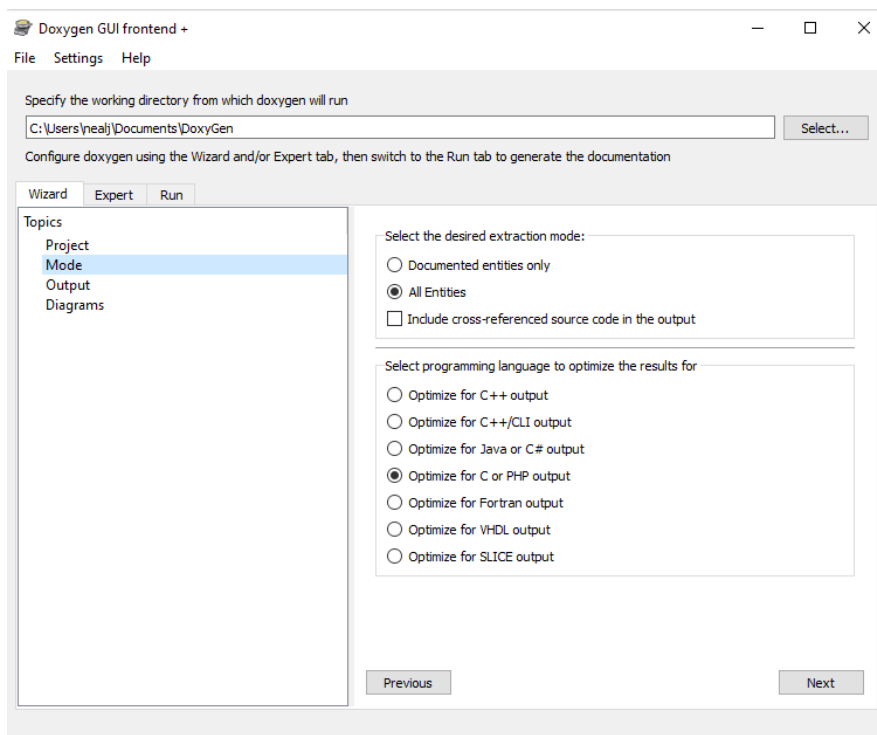 Doxygen GUI frontend +
File Settings Help
Specify the working directory from which doxygen will run
C:\Users\nealj\Documents\DoxyGen
Select...
Configure doxygen using the Wizard and/or Expert tab, then switch to the Run tab to generate the documentation
Wizard Expert Run
Topics
Project
Mode
Output
Diagrams
Select the desired extraction mode:
Documented entities only
All Entities
Include cross-referenced source code in the output
Select programming language to optimize the results for
Optimize for C++ output
Optimize for C++/CLI output
Optimize for Java or C# output
Optimize for C or PHP output
Optimize for Fortran output
Optimize for VHDL output
Optimize for SLICE output
Previous Next